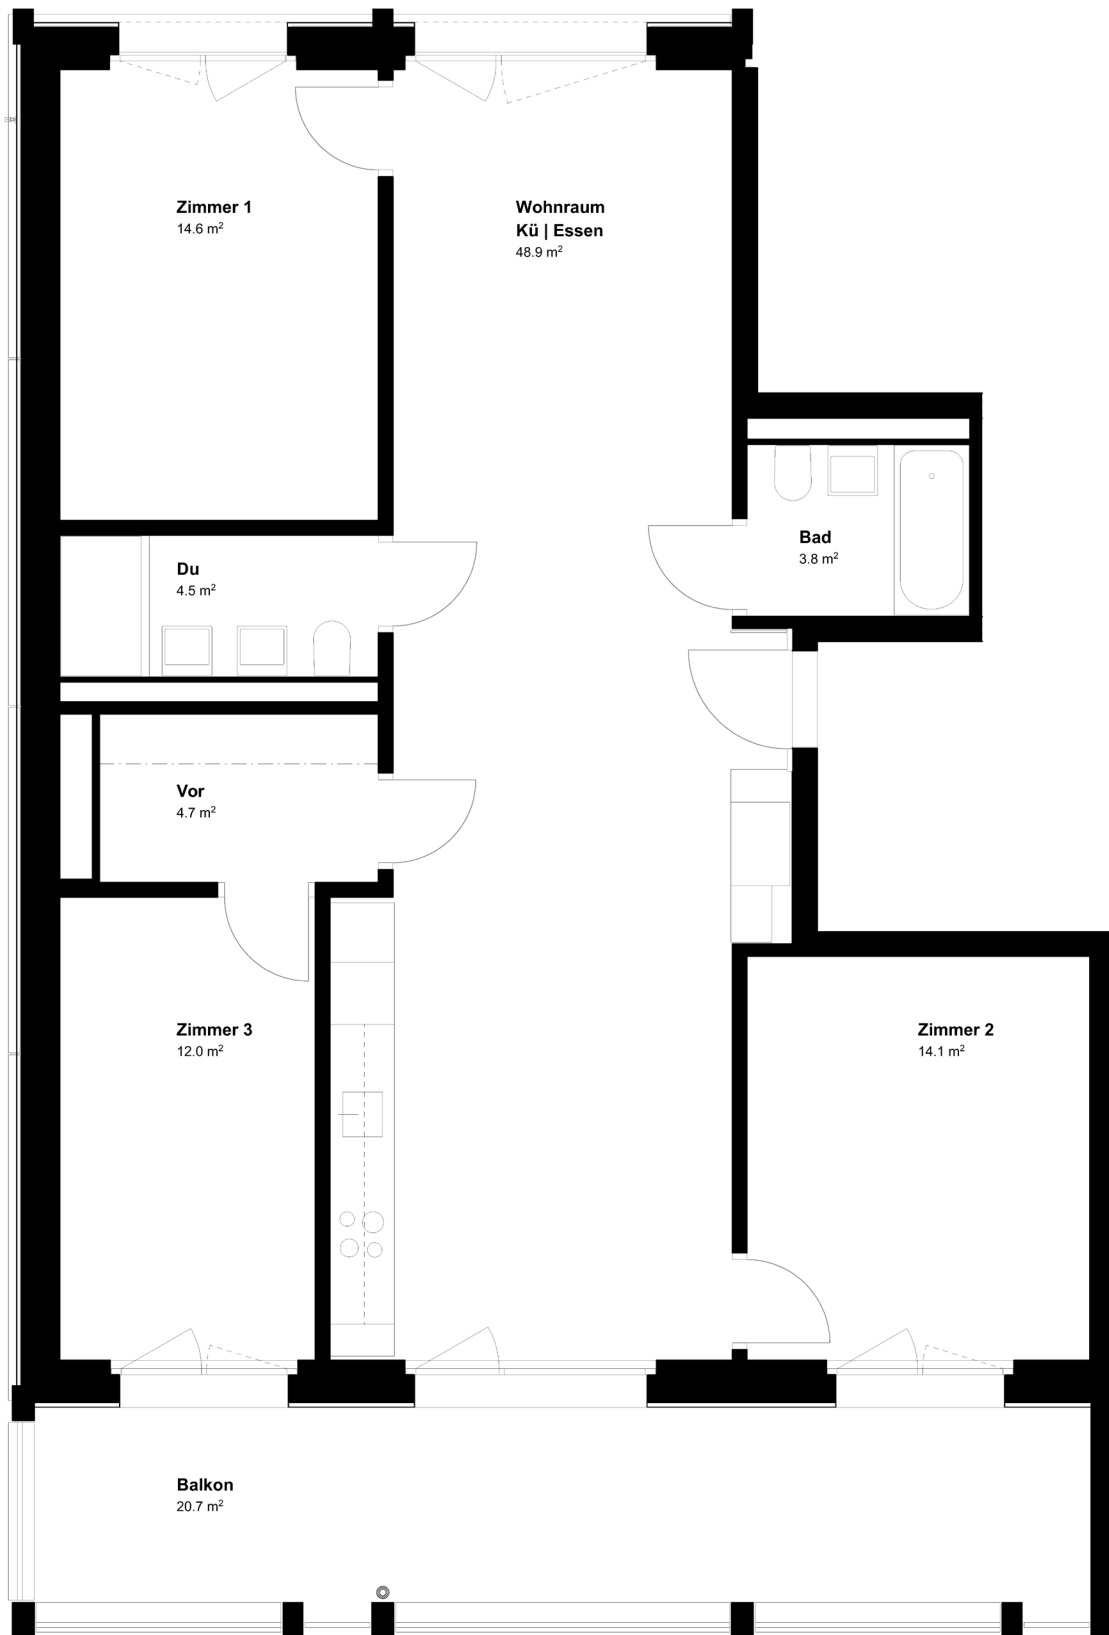 Zimmer 1
14.6 m²
Wohnraum
Kü | Essen
48.9 m²
Bad
3.8 m²
Du
4.5 m²
Vor
4.7 m²
Zimmer 3
12.0 m²
Zimmer 2
14.1 m²
Balkon
20.7 m²